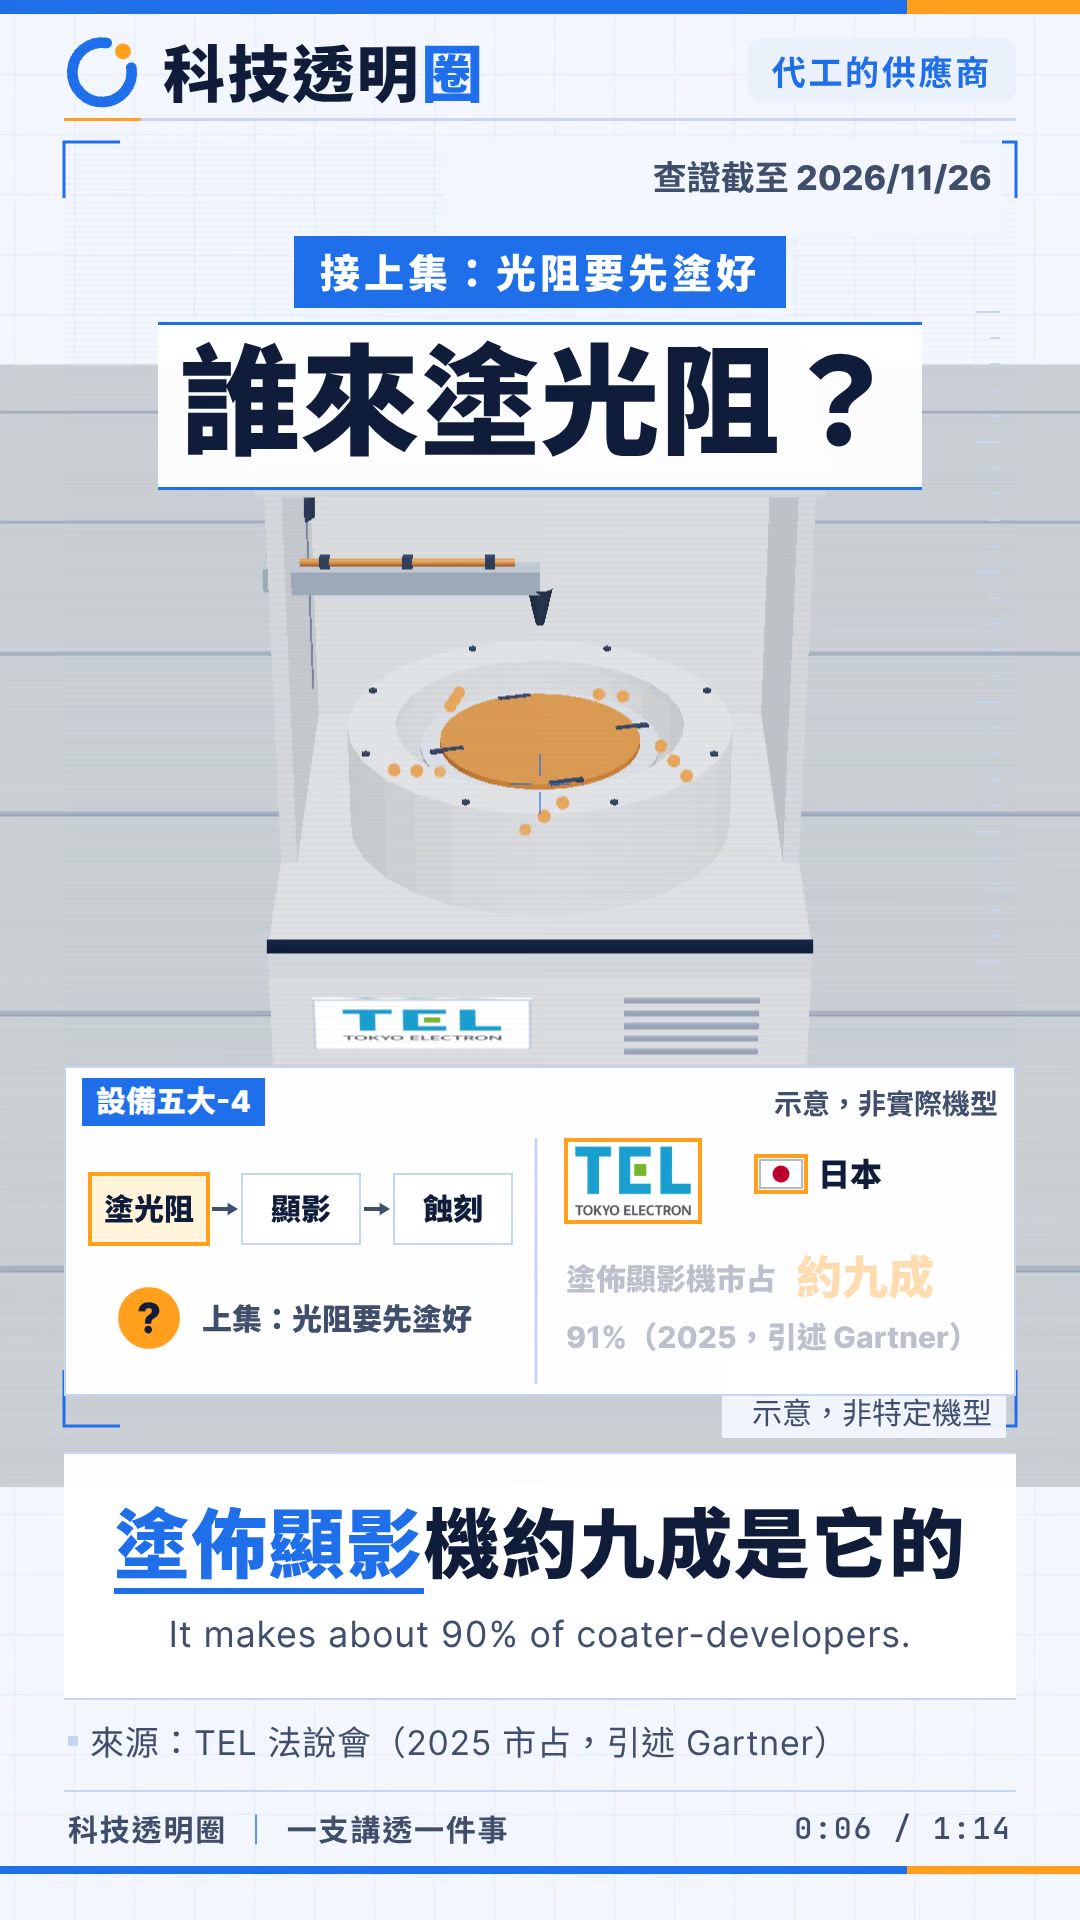 科技透明圈
代工的供應商
查證截至 2026/11/26
接上集：光阻要先塗好
誰來塗光阻？
TEL
TOKYO ELECTRON
設備五大-4
示意，非實際機型
塗光阻
顯影
蝕刻
? 上集：光阻要先塗好
TEL
TOKYO ELECTRON
日本
塗佈顯影機市占 約九成
91%（2025，引述 Gartner）
示意，非特定機型
塗佈顯影機約九成是它的
It makes about 90% of coater-developers.
來源：TEL 法說會（2025 市占，引述 Gartner）
科技透明圈 | 一支講透一件事
0:06 / 1:14